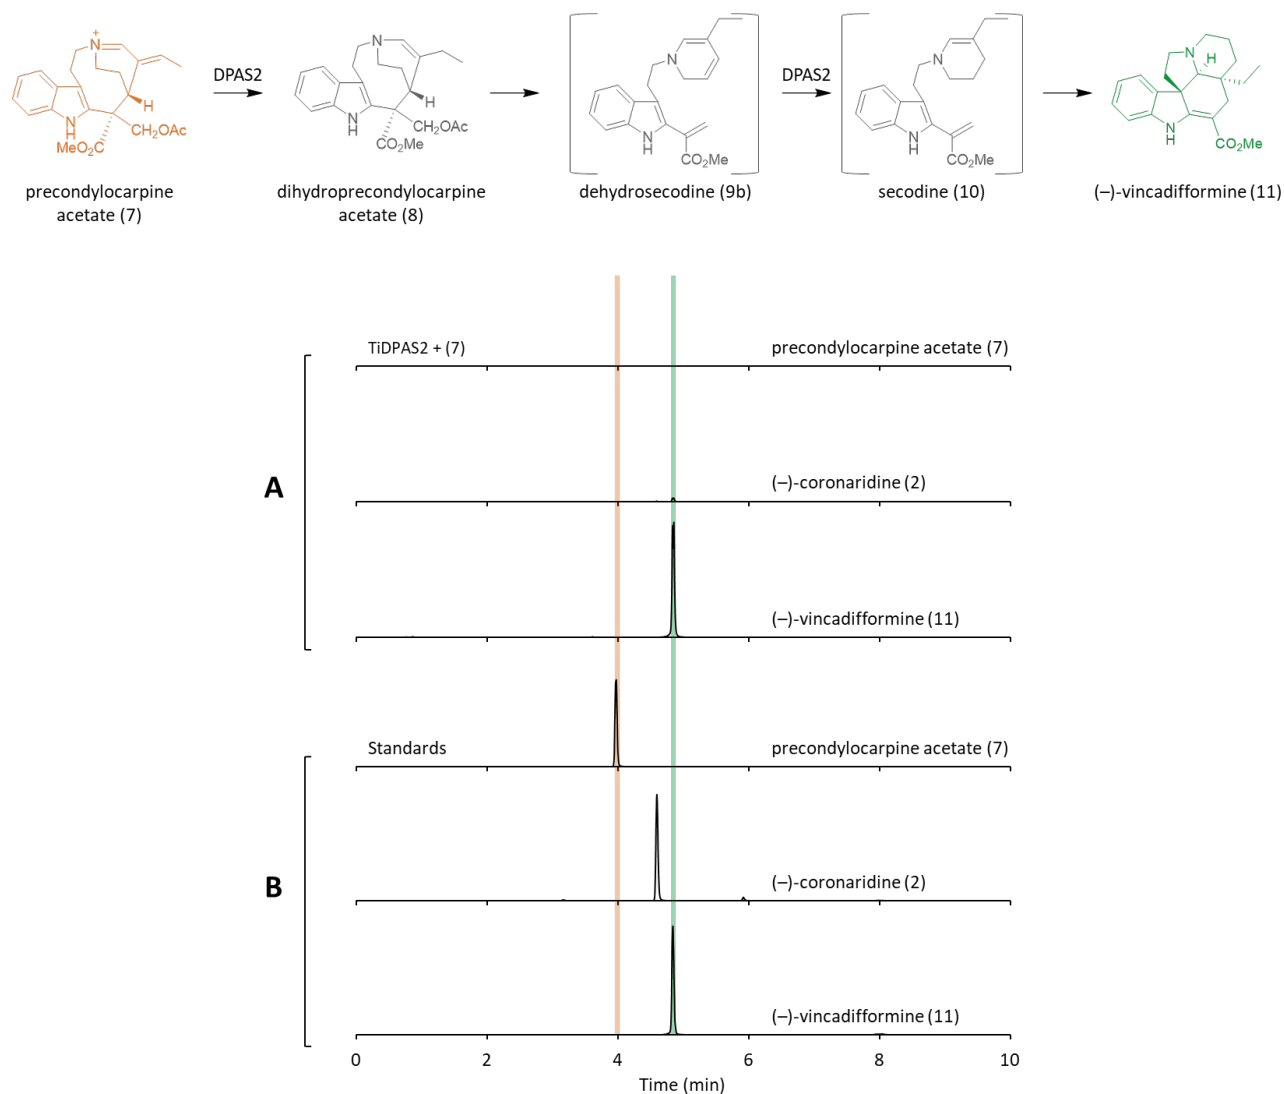 N
+
H
N
H
MeO₂C
CH₂OAc
DPAS2
N
H
N
H
CH₂OAc
CO₂Me
N
N
H
CO₂Me
DPAS2
N
N
H
CO₂Me
N
H
N
H
CO₂Me
precondylocarpine
acetate (7)
dihydroprecondylocarpine
acetate (8)
dehydrosecodine (9b)
secodine (10)
(–)-vincadifformine (11)
A
TiDPAS2 + (7)
precondylocarpine acetate (7)
(–)-coronaridine (2)
(–)-vincadifformine (11)
B
Standards
precondylocarpine acetate (7)
(–)-coronaridine (2)
(–)-vincadifformine (11)
0 2 4 6 8 10
Time (min)